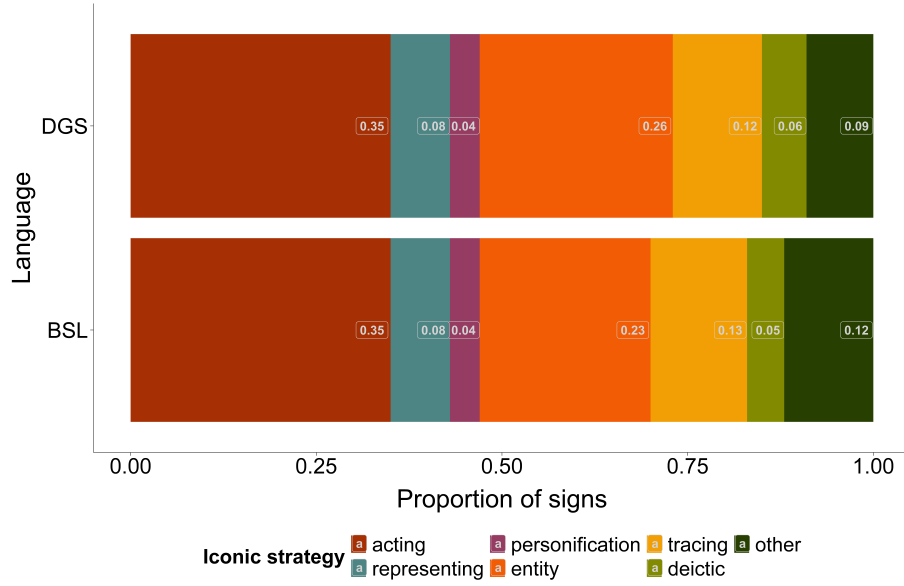 Language
DGS
0.35 0.08 0.04 0.26 0.12 0.06 0.09
BSL
0.35 0.08 0.04 0.23 0.13 0.05 0.12
0.00 0.25 0.50 0.75 1.00
Proportion of signs
Iconic strategy
a acting a personification a tracing a other
a representing a entity a deictic